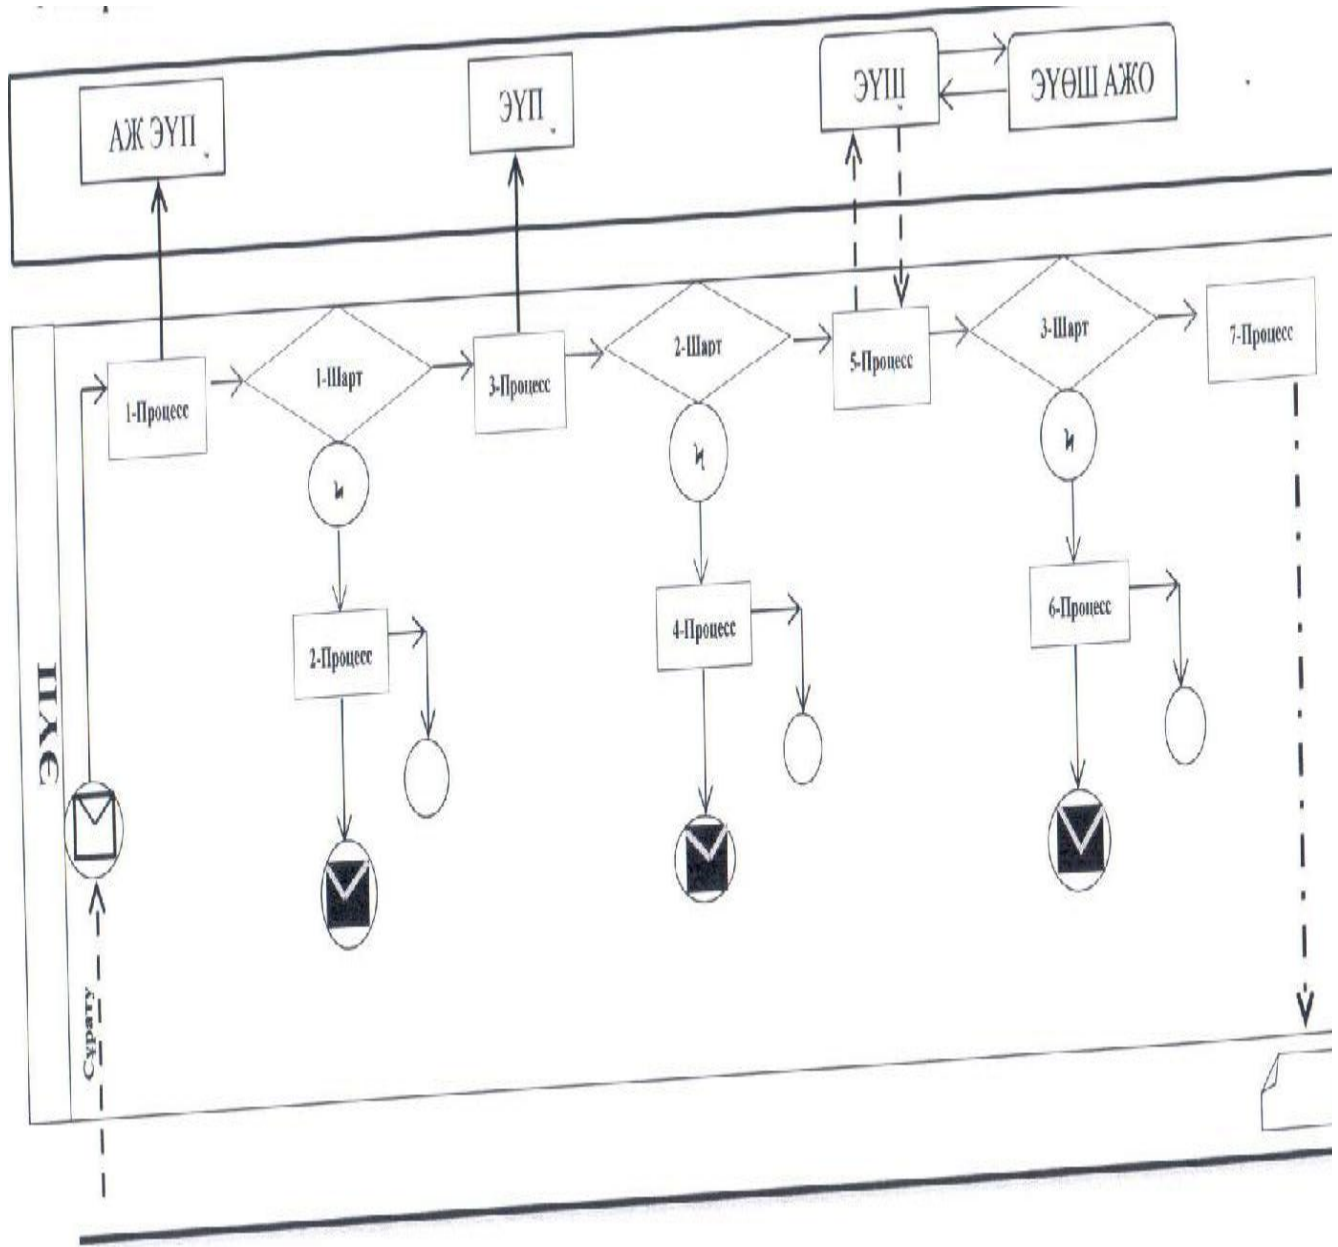 АЖ ЭҮП
ЭҮП
ЭҮШ
ЭҮӨШ АЖО
1-Процесс
1-Шарт
3-Процесс
2-Шарт
5-Процесс
3-Шарт
7-Процесс
2-Процесс
4-Процесс
6-Процесс
ЭҮП
Сұрату